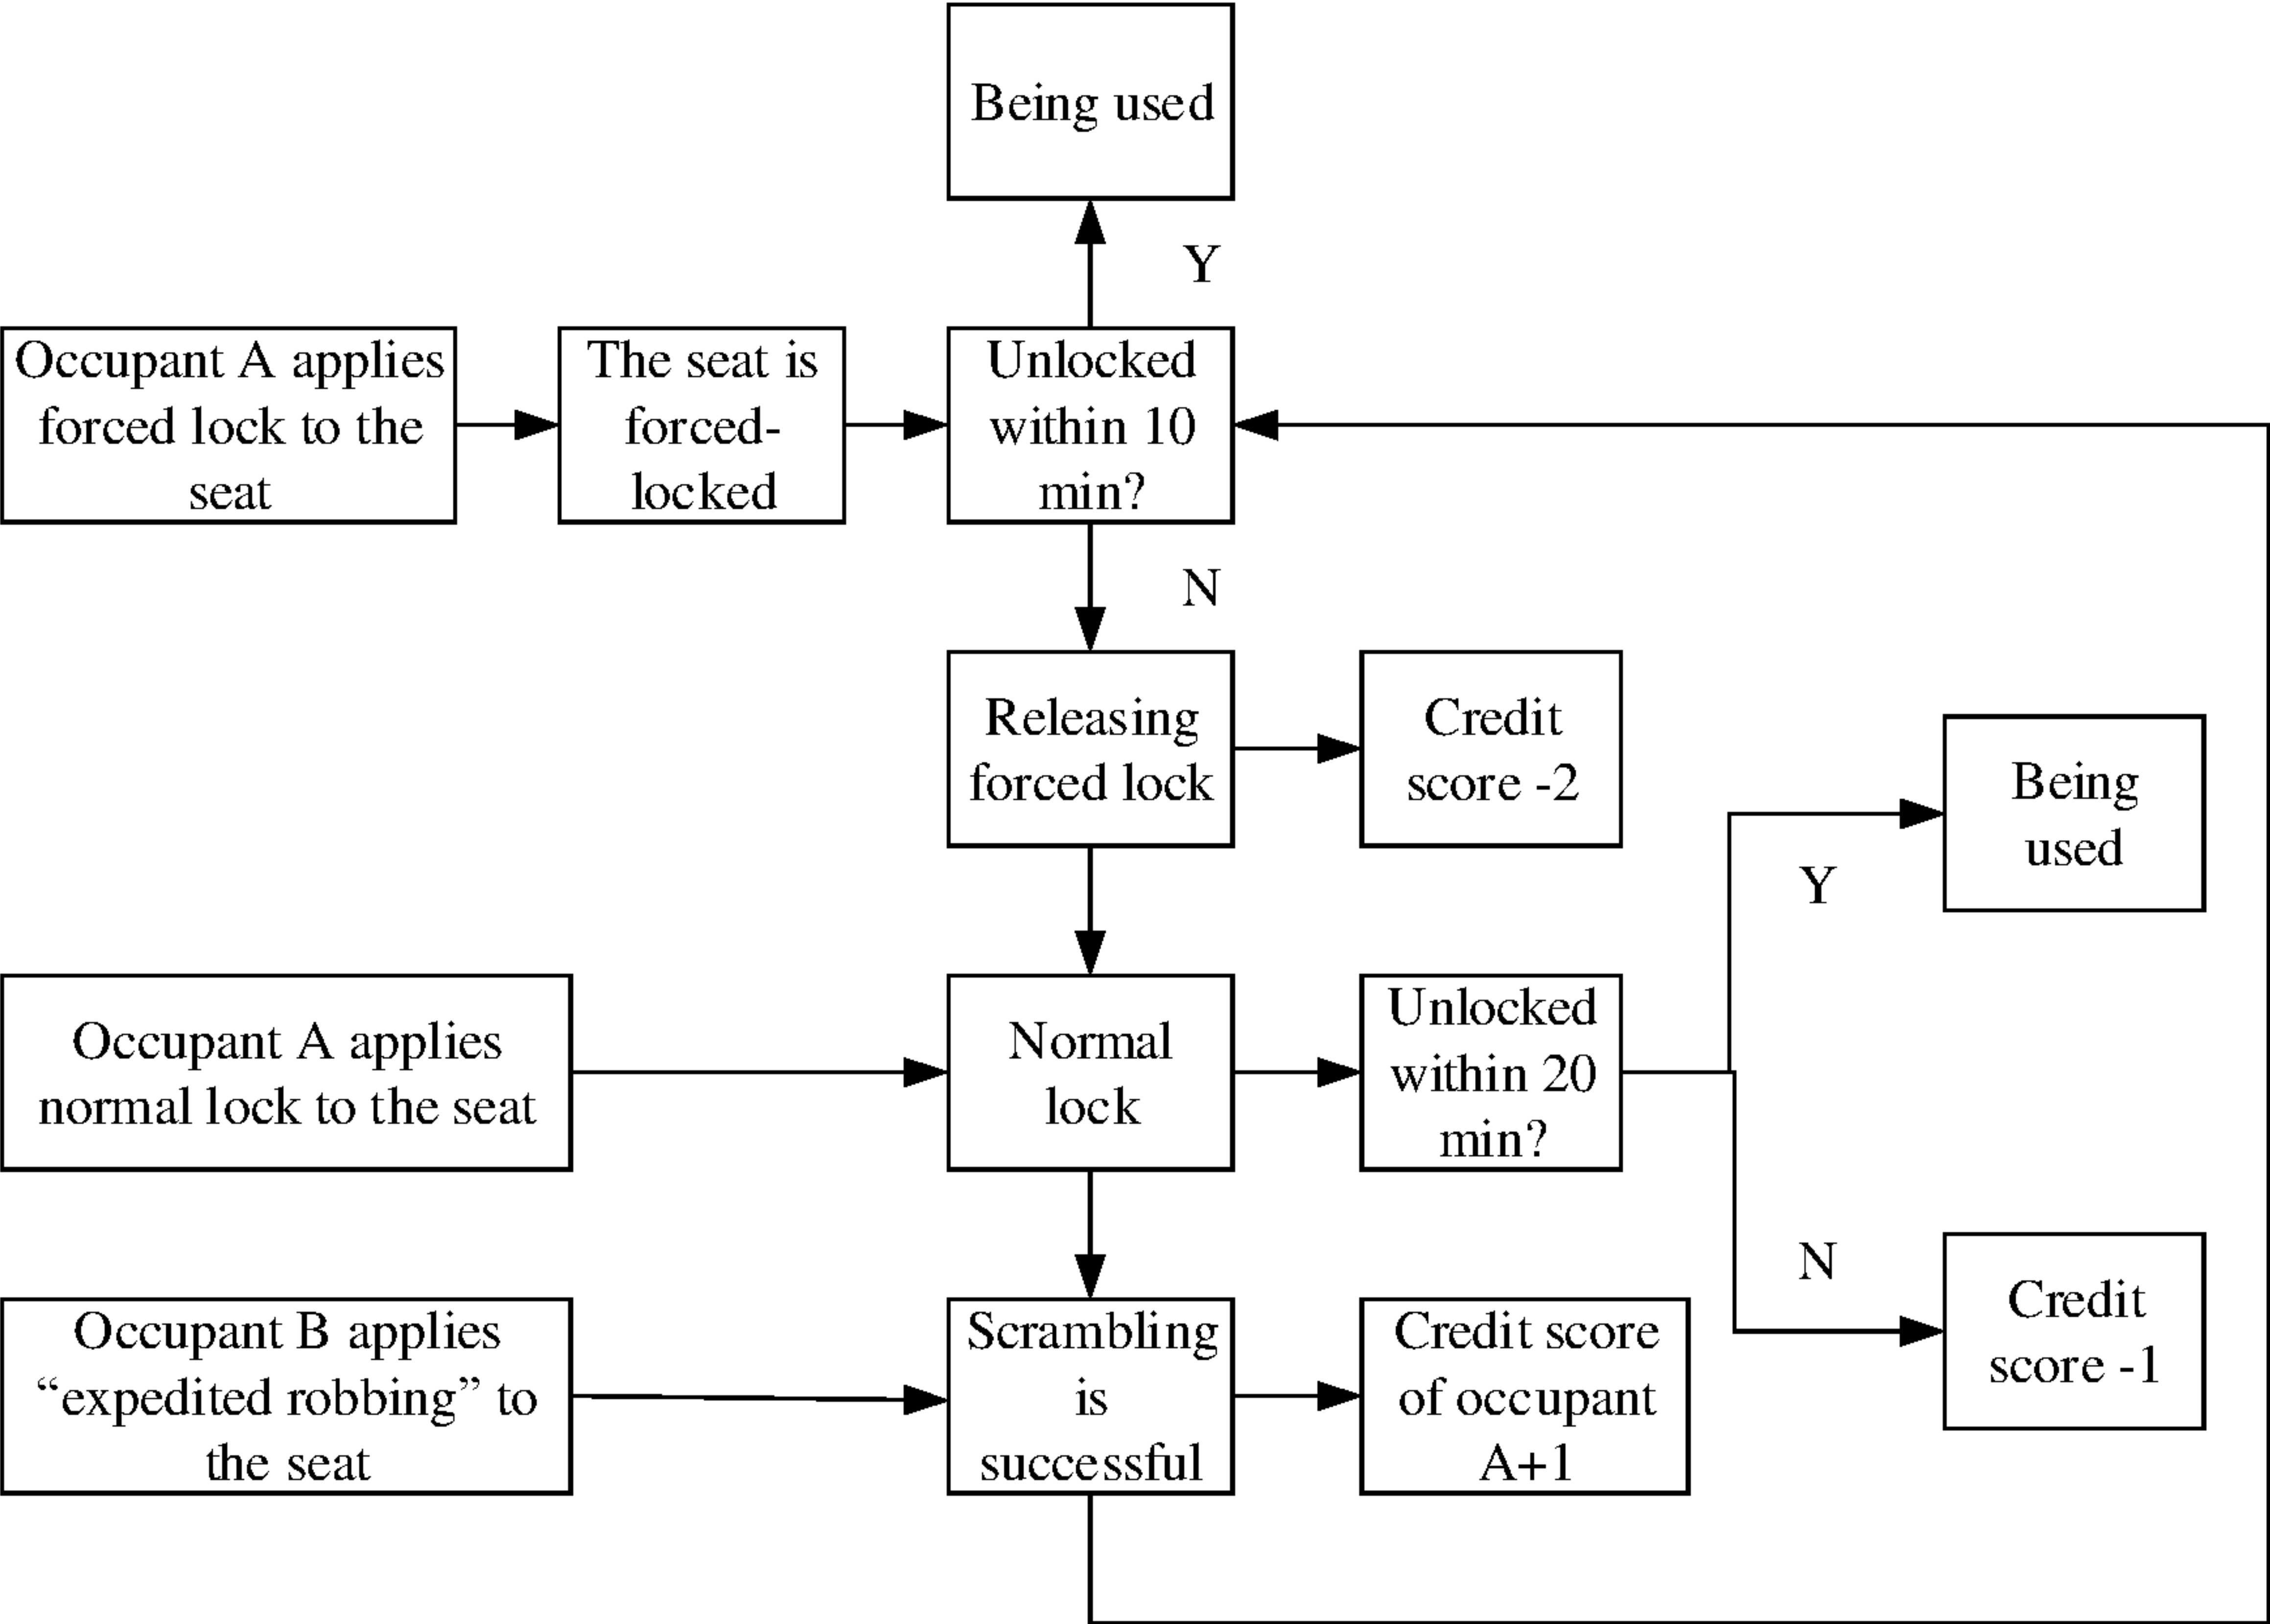 Being used
Y
Occupant A applies
forced lock to the
seat
The seat is
forced-
locked
Unlocked
within 10
min?
N
Releasing
forced lock
Credit
score -2
Being
used
Y
Occupant A applies
normal lock to the seat
Normal
lock
Unlocked
within 20
min?
N
Credit
score -1
Occupant B applies
“expedited robbing” to
the seat
Scrambling
is
successful
Credit score
of occupant
A+1